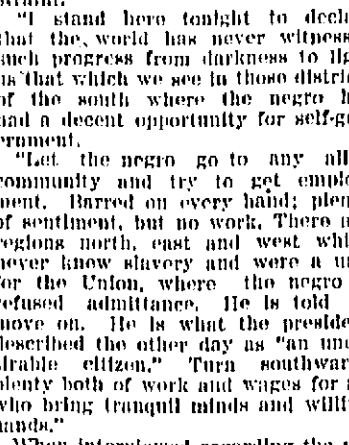 "I stand here tonight to decl
that the world has never witness
such progress from darkness to lig
as that which we see in those distric
of the south where the negro h
had a decent opportunity for self-go
ernment.
"Let the negro go to any all
community and try to get emplo
ment. Barred on every hand; plen
of sentiment, but no work. There a
regions north, east and west whi
never know slavery and were a un
for the Union, where the negro
refused admittance. He is told
move on. He is what the preside
described the other day as "an und
sirable citizen." Turn southwar
plenty both of work and wages for a
who bring tranquil minds and willi
hands."
When interviewed regarding the